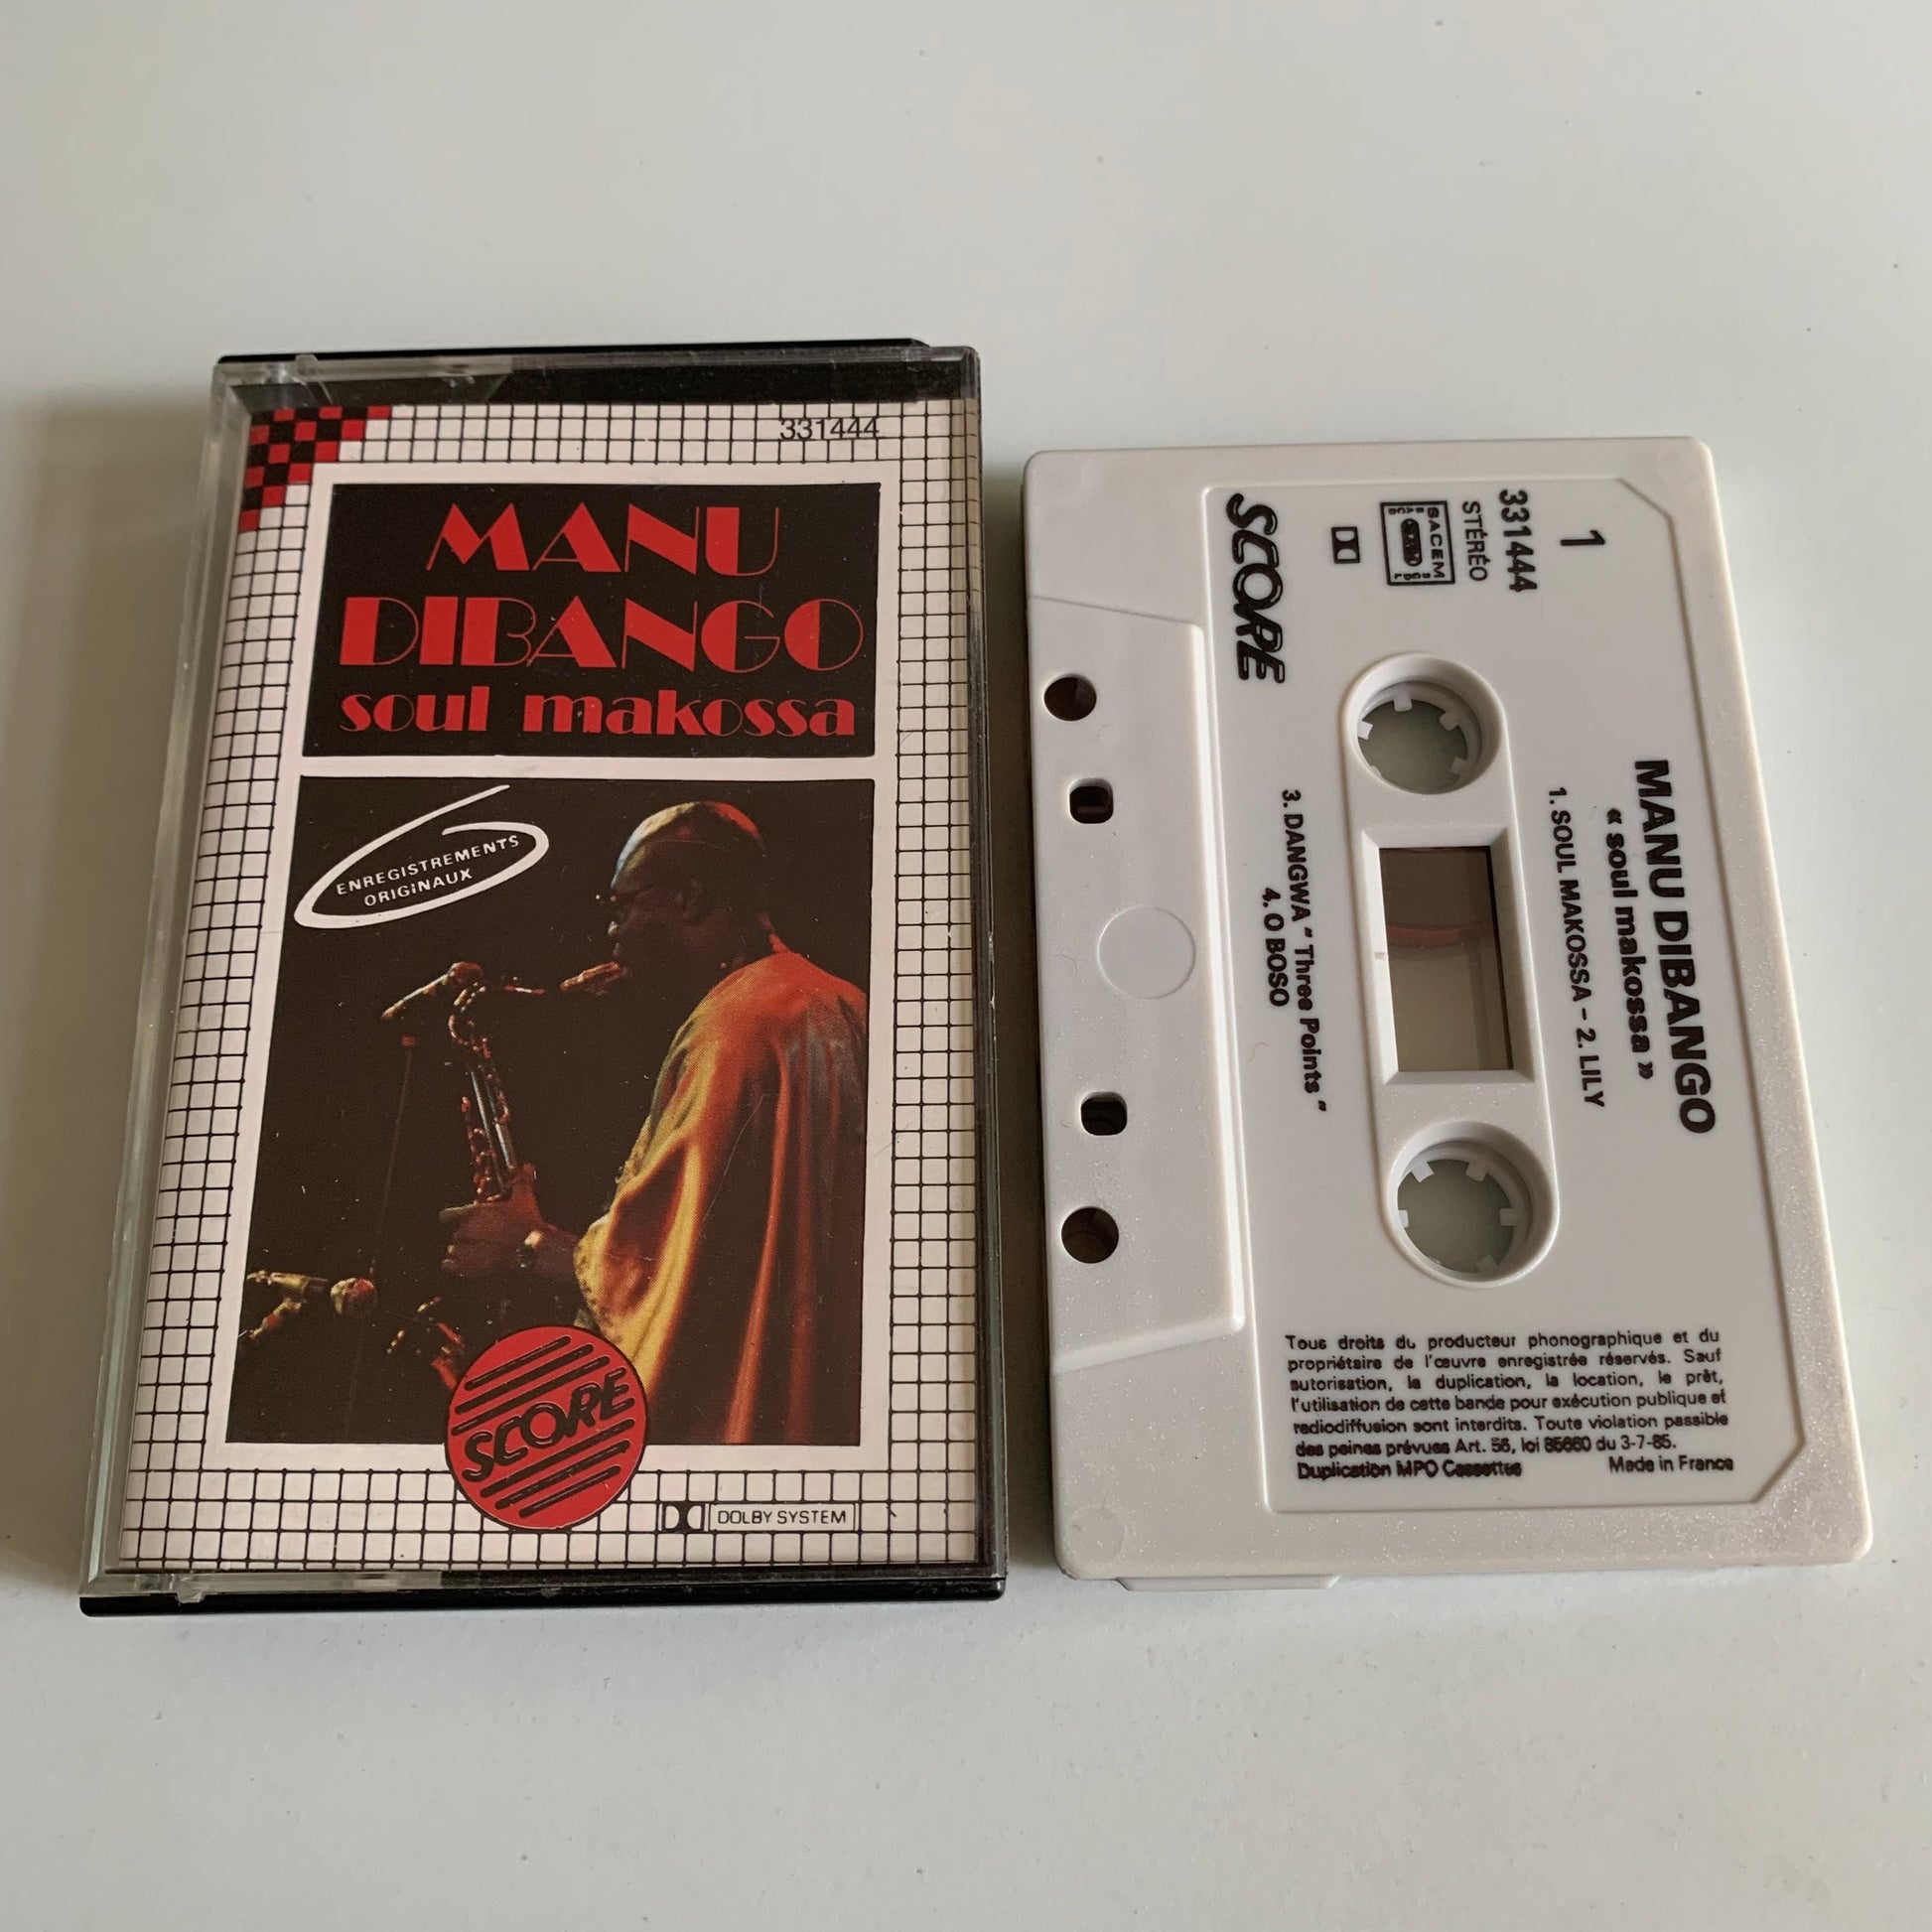 331444
MANU
DIBANGO
soul makossa
ENREGISTREMENTS
ORIGINAUX
SCORE
DOLBY SYSTEM
1
331444
STÉRÉO
SACEM
SCORE
MANU DIBANGO
« soul makossa »
1. SOUL MAKOSSA - 2. LILY
3. DANGWA " Three Points "
4. O BOSO
Tous droits du producteur phonographique et du
propriétaire de l'œuvre enregistrée réservés. Sauf
autorisation, la duplication, la location, le prêt,
l'utilisation de cette bande pour exécution publique et
radiodiffusion sont interdits. Toute violation passible
des peines prévues Art. 56, loi 85660 du 3-7-85.
Duplication MPO Cassettes Made in France